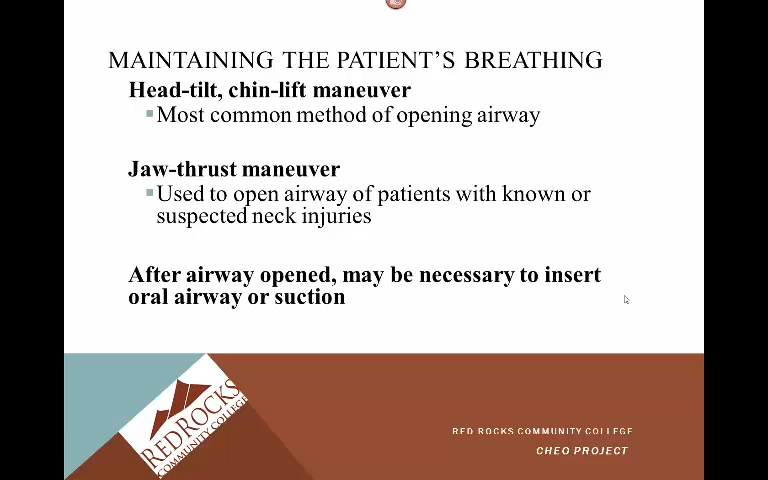 MAINTAINING THE PATIENT'S BREATHING
Head-tilt, chin-lift maneuver
Most common method of opening airway
Jaw-thrust maneuver
Used to open airway of patients with known or
suspected neck injuries
After airway opened, may be necessary to insert
oral airway or suction
RED ROCKS
COMMUNITY COLLEGE
RED ROCKS COMMUNITY COLLEGE
CHEO PROJECT